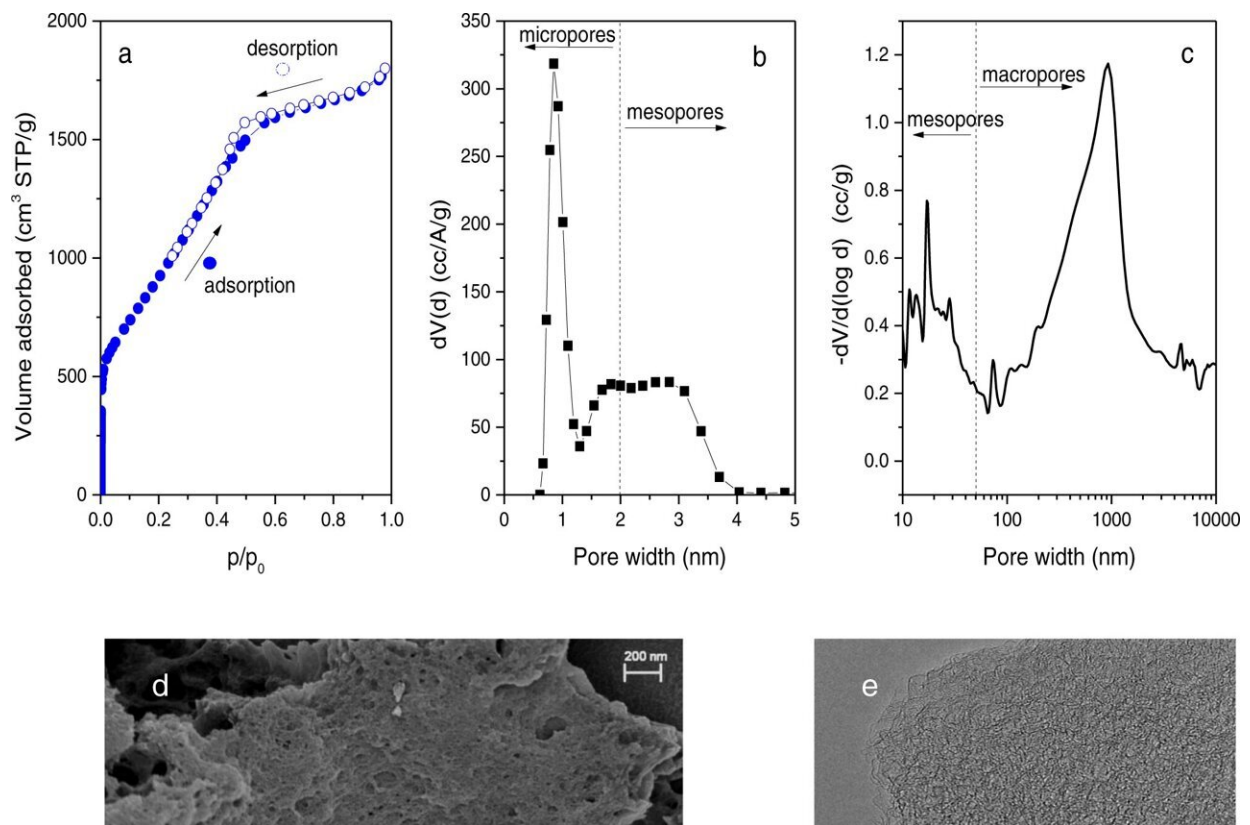 a
desorption
adsorption
Volume adsorbed (cm³ STP/g)
2000
1500
1000
500
0
0.0 0.2 0.4 0.6 0.8 1.0
p/p₀
b
micropores
mesopores
dV(d) (cc/A/g)
350
300
250
200
150
100
50
0
0 1 2 3 4 5
Pore width (nm)
c
macropores
mesopores
-dV/d(log d) (cc/g)
1.2
1.0
0.8
0.6
0.4
0.2
0.0
10 100 1000 10000
Pore width (nm)
d
200 nm
e